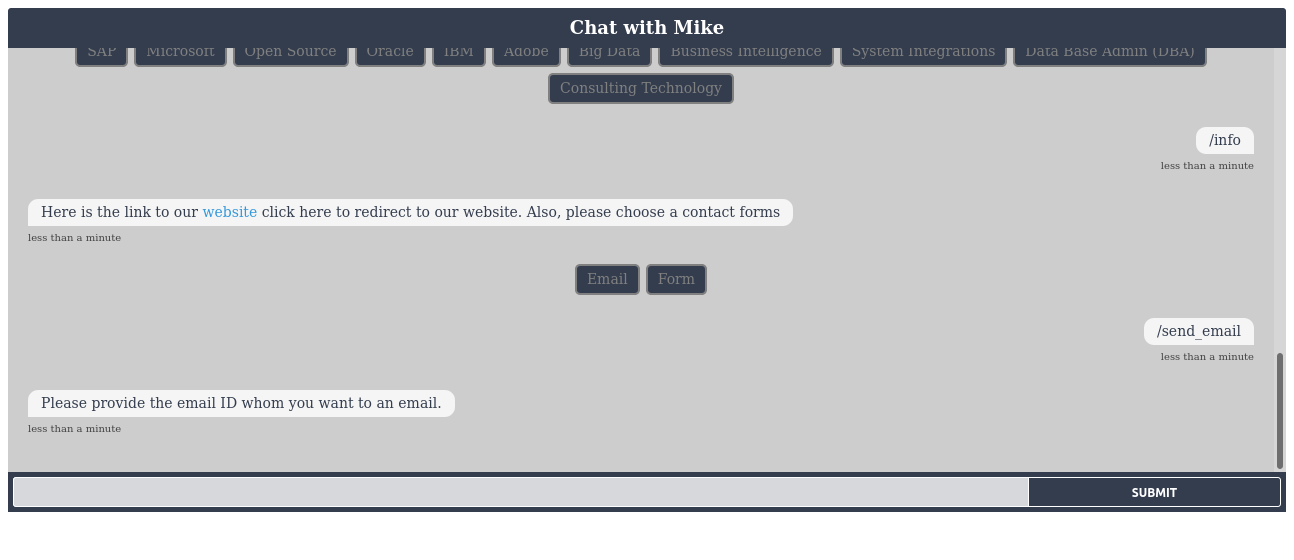 Chat with Mike
SAP Microsoft Open Source Oracle IBM Adobe Big Data Business Intelligence System Integrations Data Base Admin (DBA)
Consulting Technology
/info
less than a minute
Here is the link to our website click here to redirect to our website. Also, please choose a contact forms
less than a minute
Email Form
/send_email
less than a minute
Please provide the email ID whom you want to an email.
less than a minute
SUBMIT